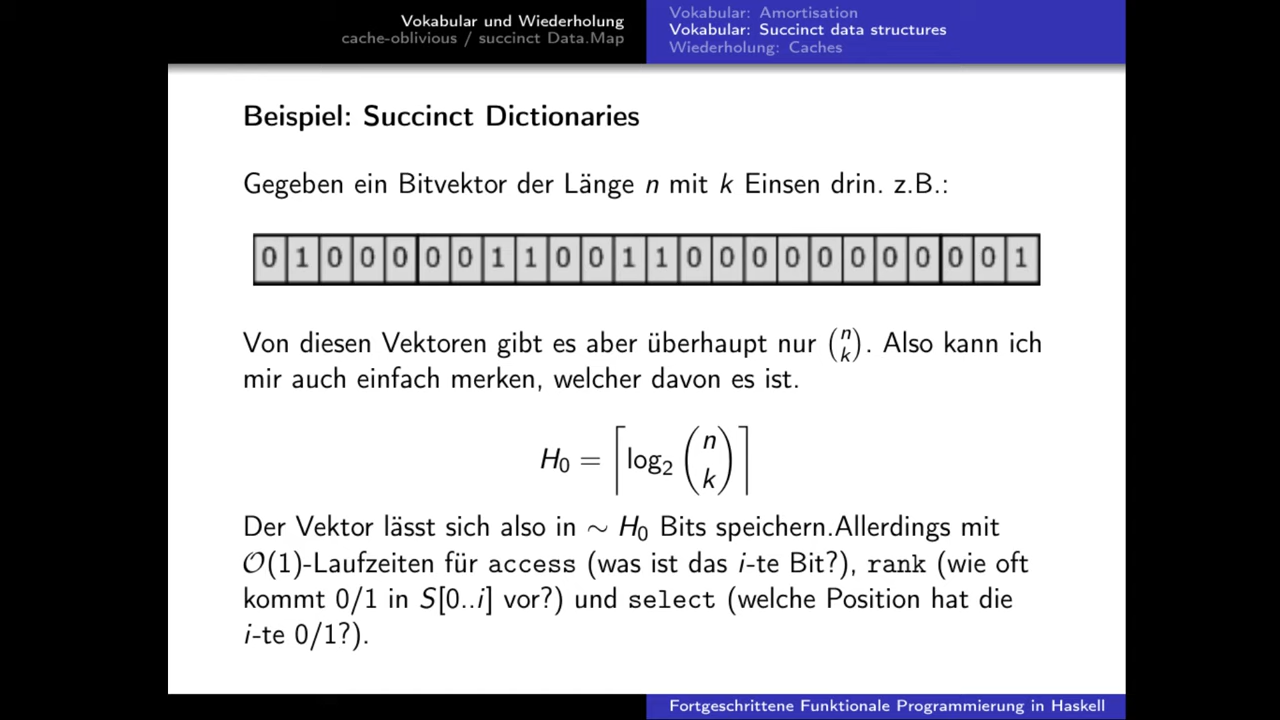 Vokabular und Wiederholung
cache-oblivious / succinct Data.Map
Vokabular: Amortisation
Vokabular: Succinct data structures
Wiederholung: Caches
Beispiel: Succinct Dictionaries
Gegeben ein Bitvektor der Länge n mit k Einsen drin. z.B.:
0 1 0 0 0 0 0 1 1 0 0 1 1 0 0 0 0 0 0 0 0 0 0 1
Von diesen Vektoren gibt es aber überhaupt nur (n k). Also kann ich
mir auch einfach merken, welcher davon es ist.
H₀ = ⌈log₂ (n k)⌉
Der Vektor lässt sich also in ∼ H₀ Bits speichern.Allerdings mit
𝒪(1)-Laufzeiten für access (was ist das i-te Bit?), rank (wie oft
kommt 0/1 in S[0..i] vor?) und select (welche Position hat die
i-te 0/1?).
Fortgeschrittene Funktionale Programmierung in Haskell